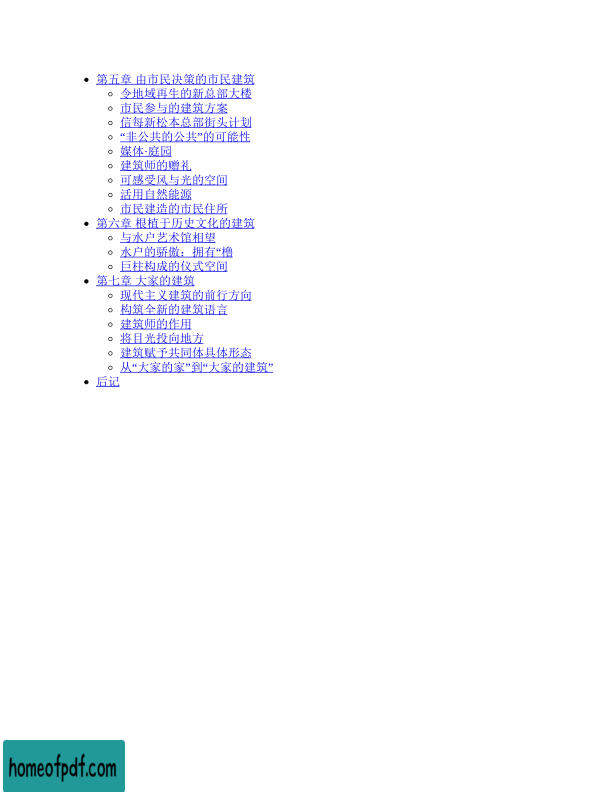 第五章 由市民决策的市民建筑
令地域再生的新总部大楼
市民参与的建筑方案
信每新松本总部街头计划
“非公共的公共”的可能性
媒体·庭园
建筑师的赠礼
可感受风与光的空间
活用自然能源
市民建造的市民住所
第六章 根植于历史文化的建筑
与水户艺术馆相望
水户的骄傲：拥有“橹
巨柱构成的仪式空间
第七章 大家的建筑
现代主义建筑的前行方向
构筑全新的建筑语言
建筑师的作用
将目光投向地方
建筑赋予共同体具体形态
从“大家的家”到“大家的建筑”
后记
homeofpdf.com